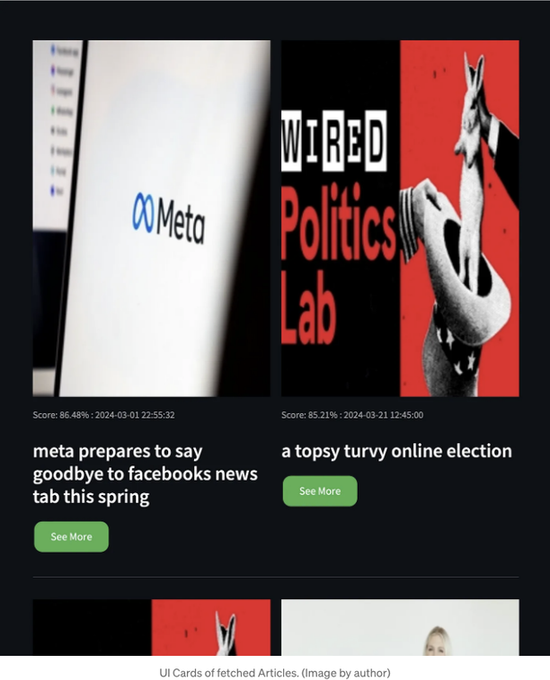 Meta
WIRED
Politics
Lab
Score: 86.48% : 2024-03-01 22:55:32
meta prepares to say
goodbye to facebooks news
tab this spring
See More
Score: 85.21% : 2024-03-21 12:45:00
a topsy turvy online election
See More
UI Cards of fetched Articles. (Image by author)